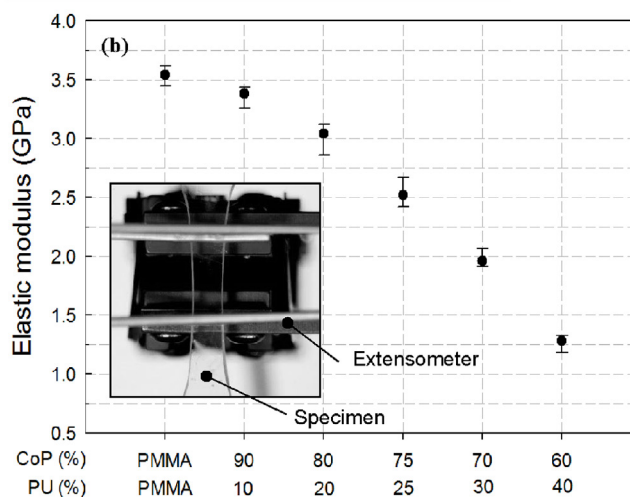 (b)
Elastic modulus (GPa)
4.0
3.5
3.0
2.5
2.0
1.5
1.0
0.5
Extensometer
Specimen
CoP (%) PMMA 90 80 75 70 60
PU (%) PMMA 10 20 25 30 40